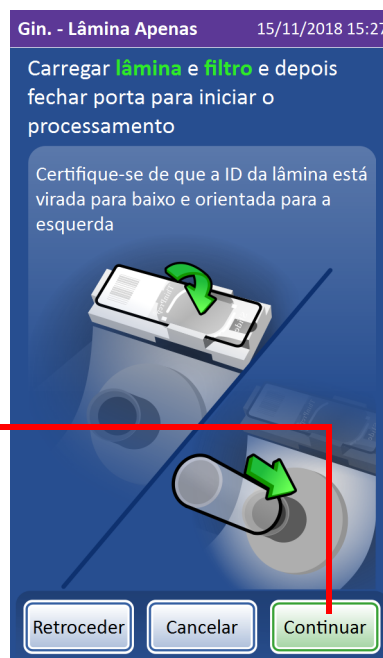 Gin. - Lâmina Apenas 15/11/2018 15:27
Carregar lâmina e filtro e depois
fechar porta para iniciar o
processamento
Certifique-se de que a ID da lâmina está
virada para baixo e orientada para a
esquerda
Retroceder Cancelar Continuar